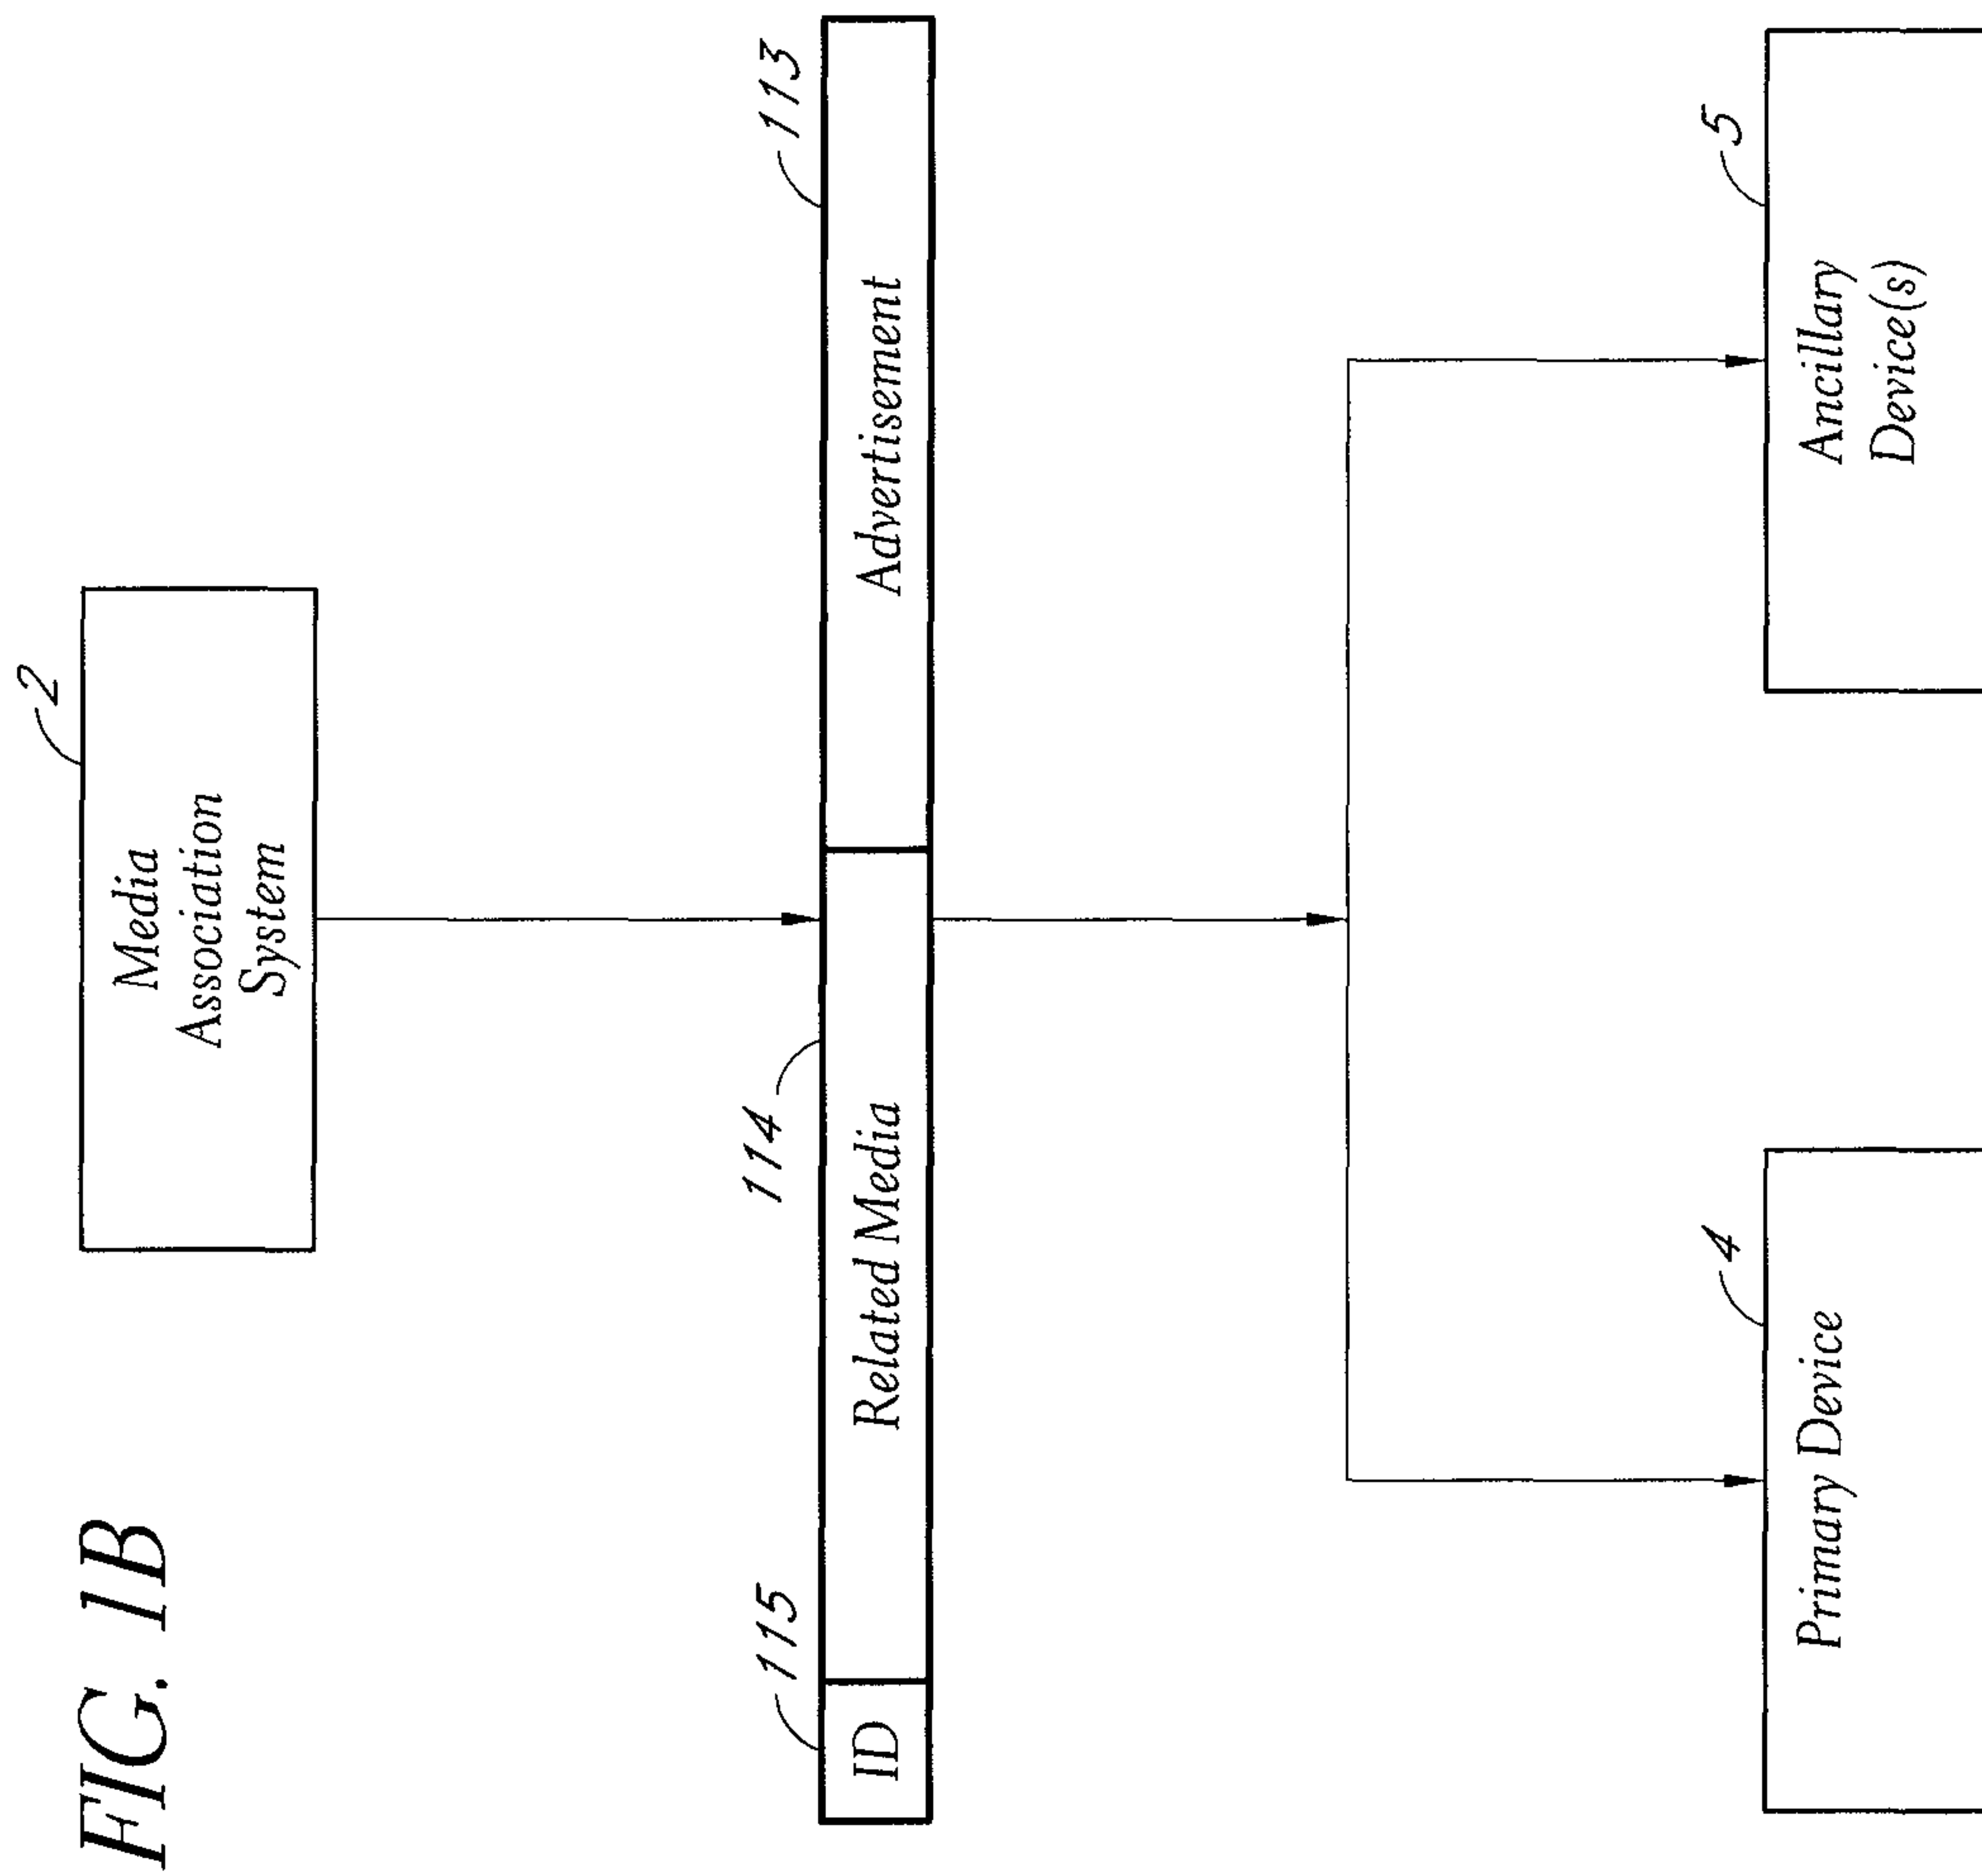 FIG. 1B
2
Media
Association
System
115
114
113
ID
Related Media
Advertisement
4
5
Primary Device
Ancillary
Device(s)